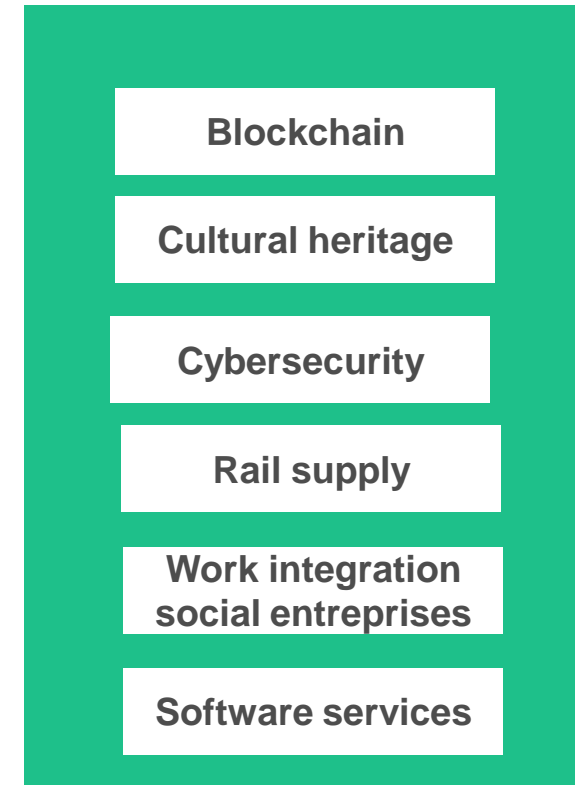 Blockchain
Cultural heritage
Cybersecurity
Rail supply
Work integration
social entreprises
Software services